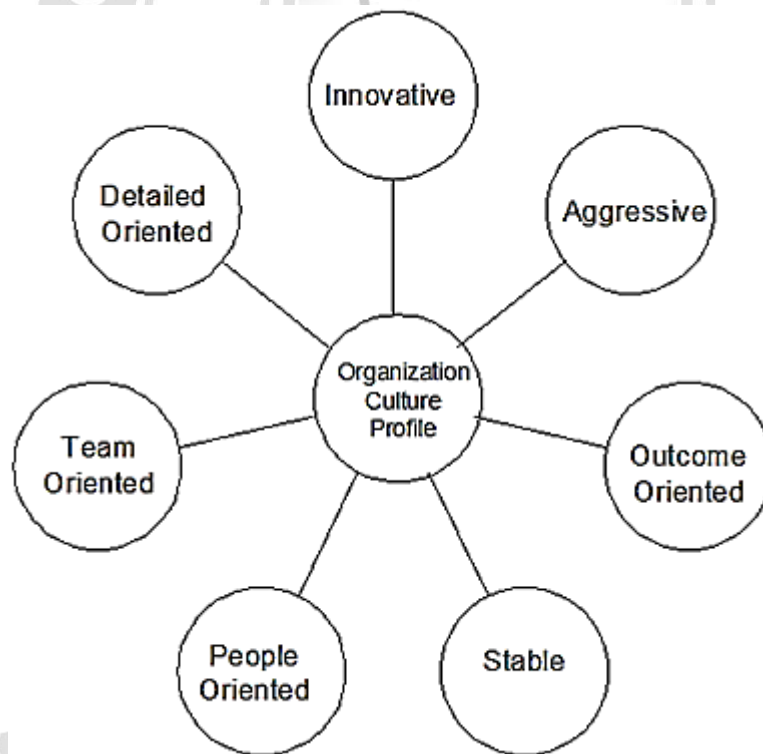 Innovative
Aggressive
Outcome
Oriented
Stable
People
Oriented
Team
Oriented
Detailed
Oriented
Organization
Culture
Profile